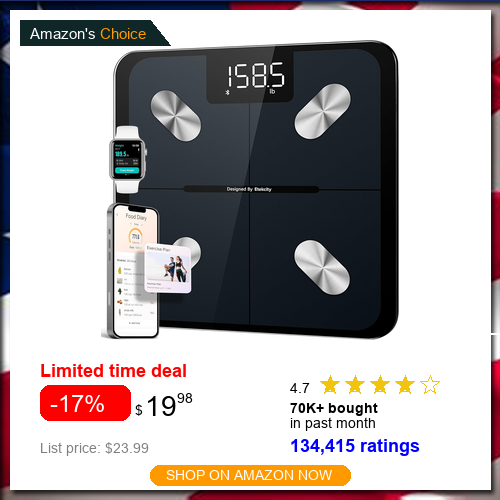 Amazon's Choice
158.5
lb
Designed By Etekcity
Food Diary
Exercise Plan
Limited time deal
-17% $19.98
List price: $23.99
4.7
70K+ bought
in past month
134,415 ratings
SHOP ON AMAZON NOW